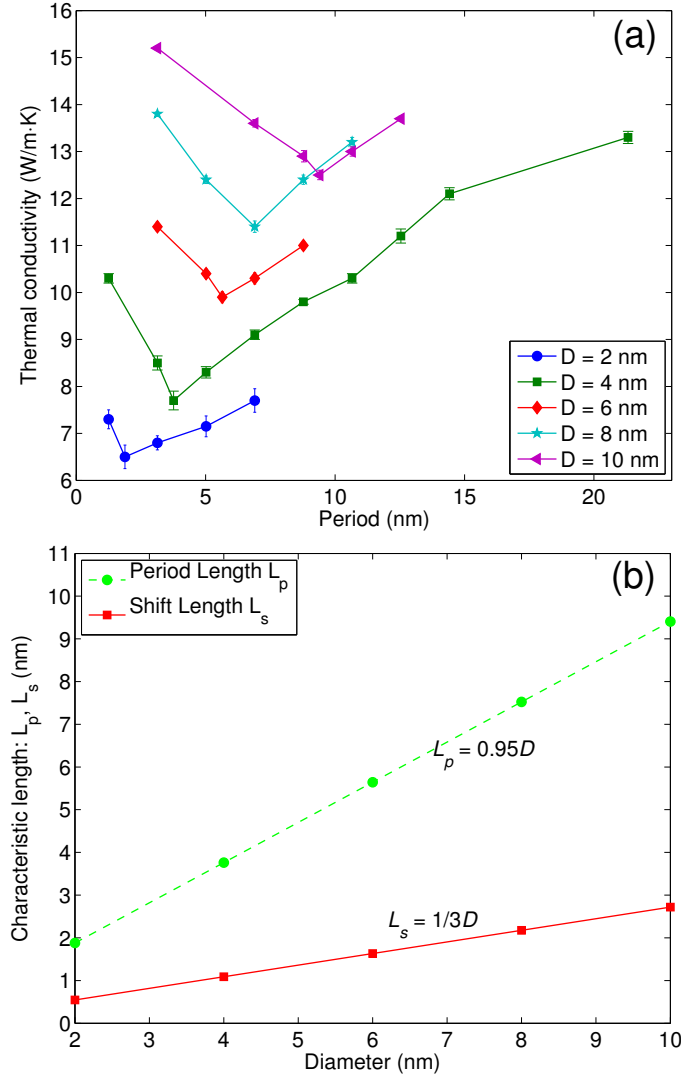 (a)
Thermal conductivity (W/m·K)
16
15
14
13
12
11
10
9
8
7
6
0 5 10 15 20
Period (nm)
D = 2 nm
D = 4 nm
D = 6 nm
D = 8 nm
D = 10 nm
(b)
Characteristic length: L_p, L_s (nm)
11
10
9
8
7
6
5
4
3
2
1
0
Period Length L_p
Shift Length L_s
L_p = 0.95D
L_s = 1/3D
2 3 4 5 6 7 8 9 10
Diameter (nm)